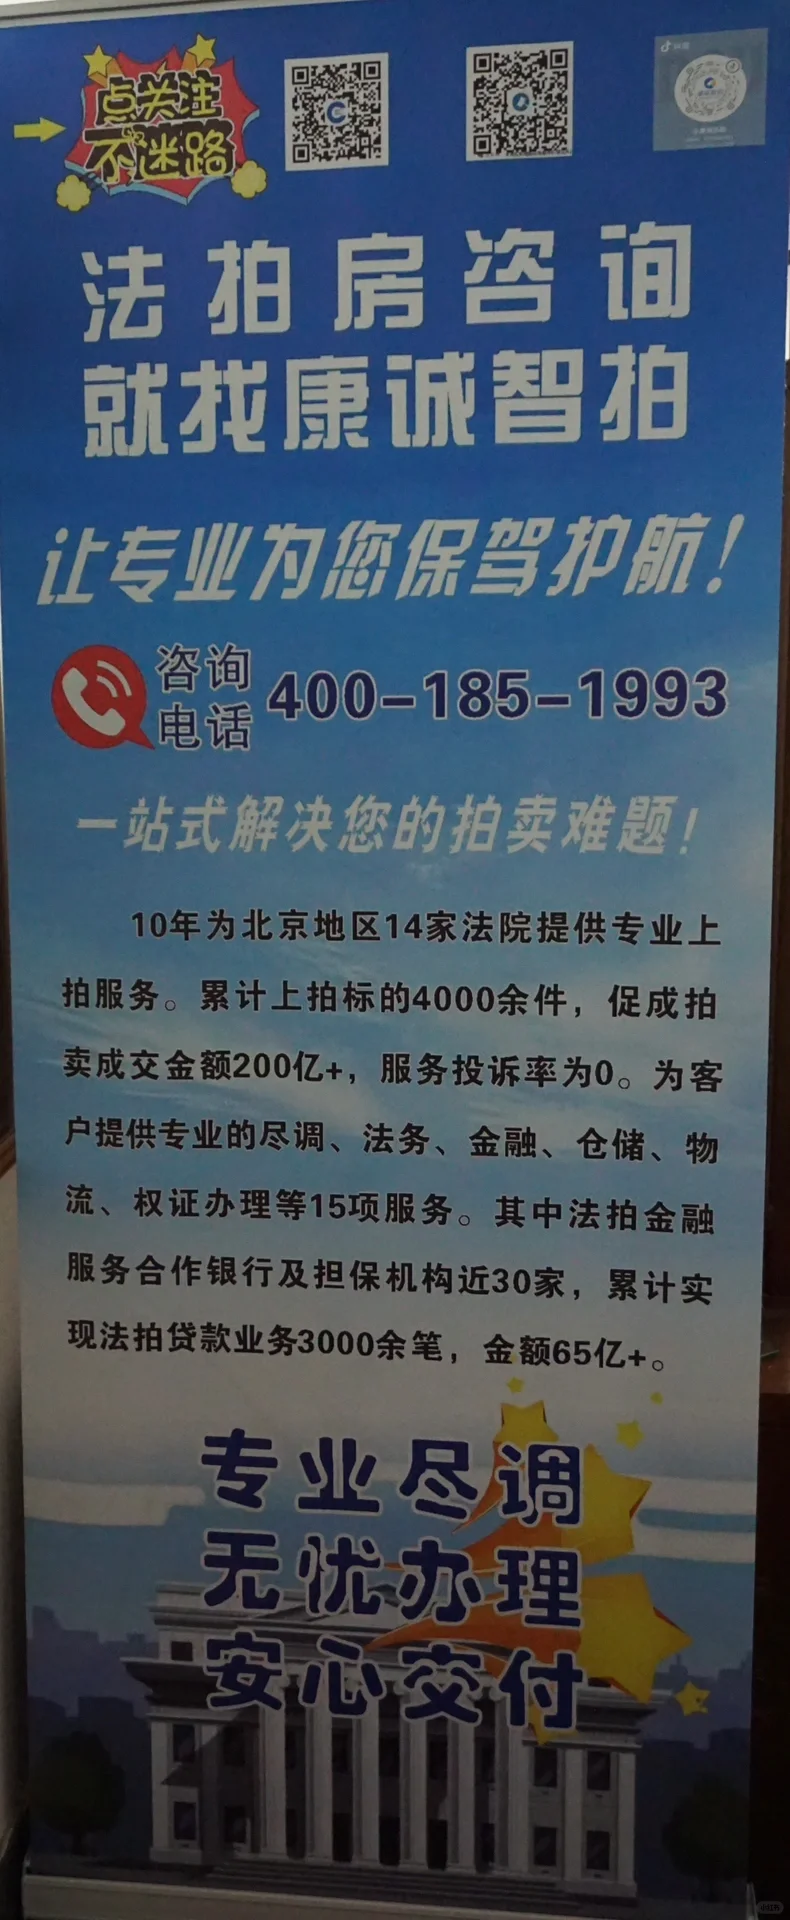 点关注
不迷路
法拍房咨询
就找康诚智拍
让专业为您保驾护航！
咨询
电话
400-185-1993
一站式解决您的拍卖难题！
10年为北京地区14家法院提供专业上
拍服务。累计上拍标的4000余件，促成拍
卖成交金额200亿+，服务投诉率为0。为客
户提供专业的尽调、法务、金融、仓储、物
流、权证办理等15项服务。其中法拍金融
服务合作银行及担保机构近30家，累计实
现法拍贷款业务3000余笔，金额65亿+。
专业尽调
无忧办理
安心交付
小红书